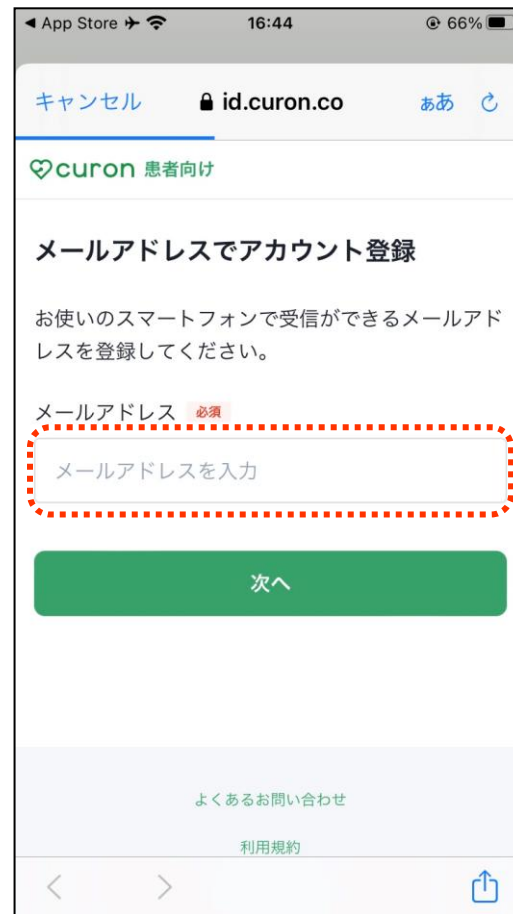 ◀ App Store
16:44
66%
キャンセル
id.curon.co
ぁあ
curon 患者向け
メールアドレスでアカウント登録
お使いのスマートフォンで受信ができるメールアド
レスを登録してください。
メールアドレス 必須
メールアドレスを入力
次へ
よくあるお問い合わせ
利用規約